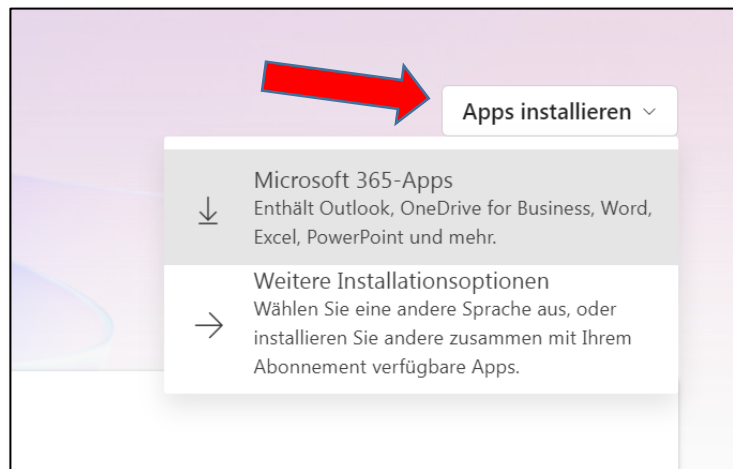 Apps installieren
Microsoft 365-Apps
Enthält Outlook, OneDrive for Business, Word,
Excel, PowerPoint und mehr.
Weitere Installationsoptionen
Wählen Sie eine andere Sprache aus, oder
installieren Sie andere zusammen mit Ihrem
Abonnement verfügbare Apps.